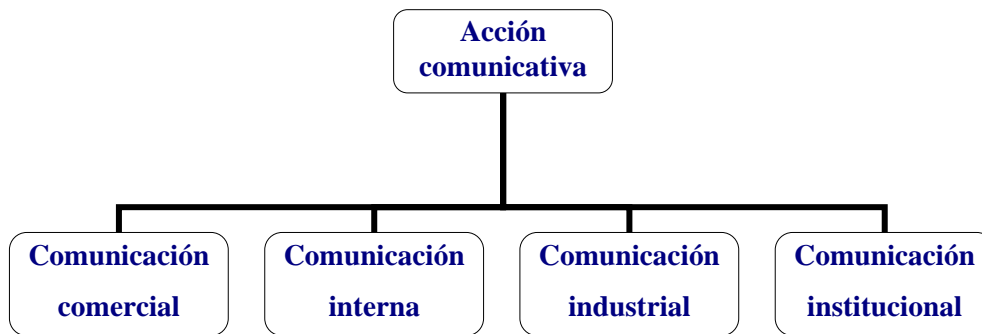 Acción
comunicativa
Comunicación
comercial
Comunicación
interna
Comunicación
industrial
Comunicación
institucional